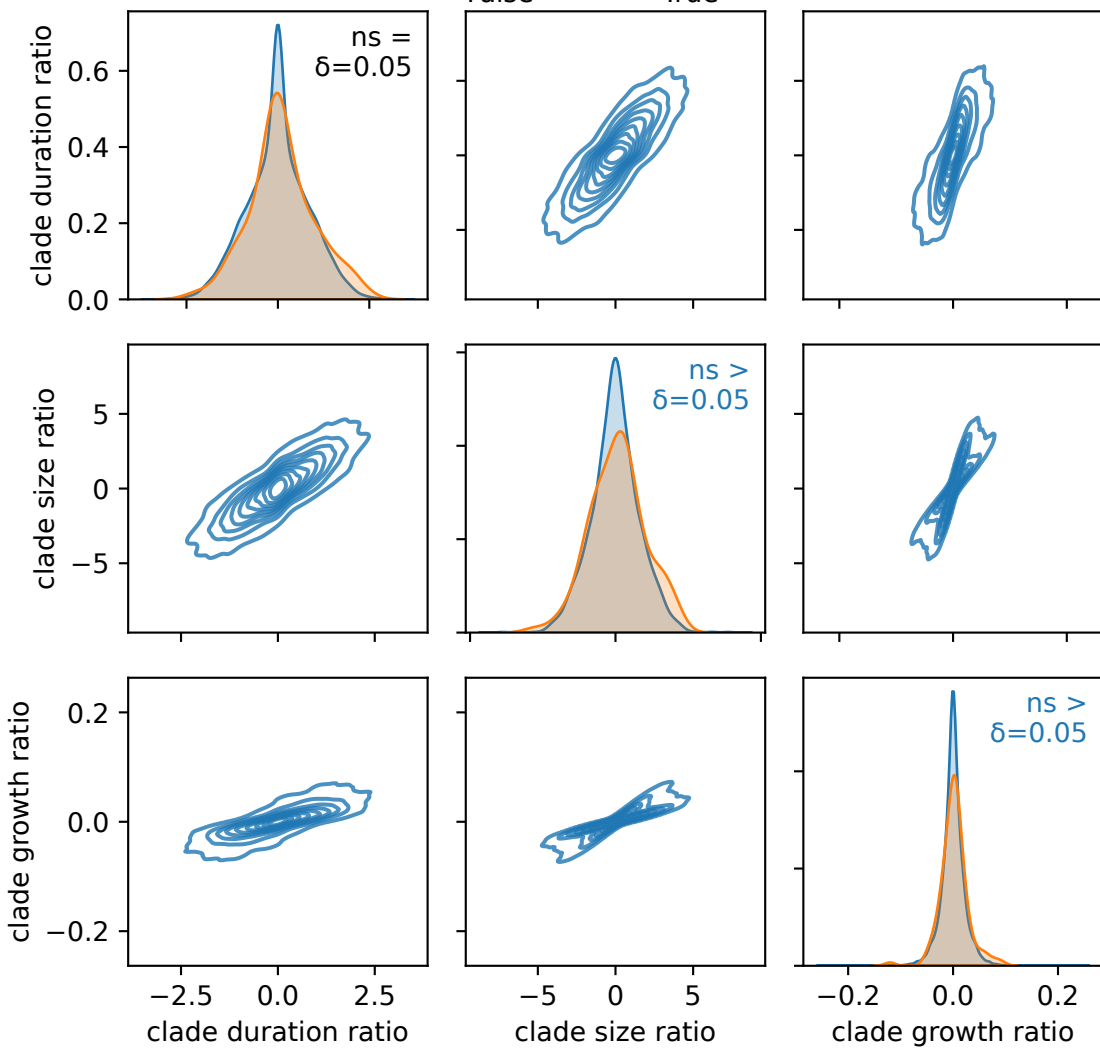 clade duration ratio
0.6
0.4
0.2
0.0
ns =
δ=0.05
clade size ratio
5
0
−5
ns >
δ=0.05
clade growth ratio
0.2
0.0
−0.2
ns >
δ=0.05
−2.5 0.0 2.5
−5 0 5
−0.2 0.0 0.2
clade duration ratio
clade size ratio
clade growth ratio